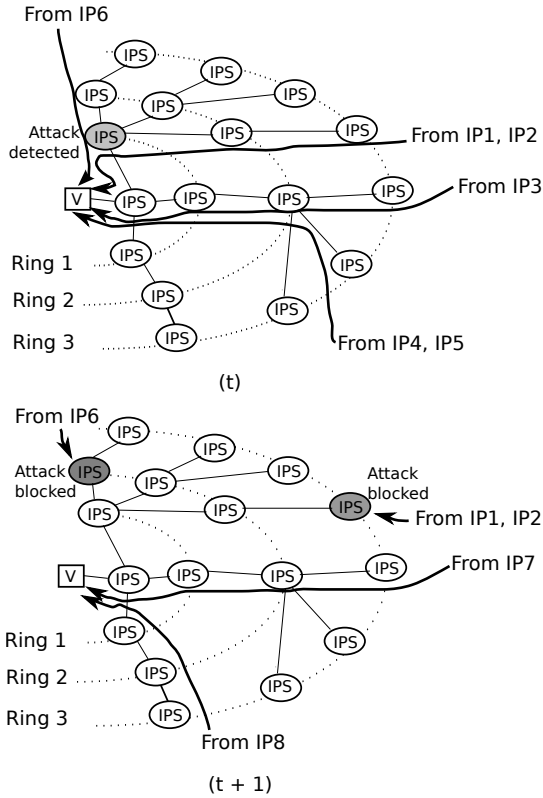 From IP6
IPS
IPS
IPS
IPS
IPS
Attack
detected
IPS
IPS
IPS
From IP1, IP2
From IP3
V
IPS
IPS
IPS
IPS
Ring 1
IPS
IPS
Ring 2
IPS
IPS
Ring 3
IPS
From IP4, IP5
(t)
From IP6
IPS
IPS
Attack
blocked
IPS
IPS
IPS
Attack
blocked
IPS
IPS
IPS
From IP1, IP2
From IP7
V
IPS
IPS
IPS
IPS
Ring 1
IPS
IPS
Ring 2
IPS
IPS
Ring 3
IPS
From IP8
(t + 1)